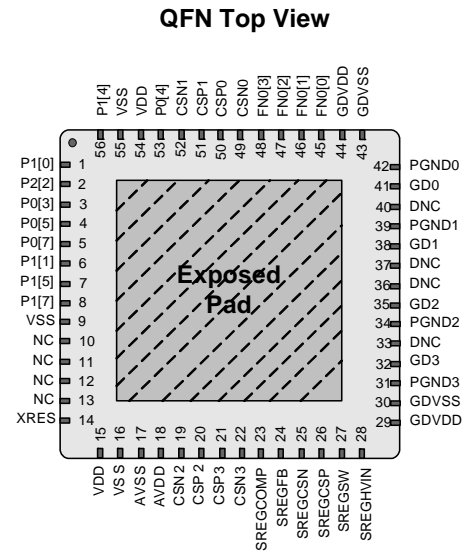 QFN Top View
P1[4]
VSS
VDD
P0[4]
CSN1
CSP1
CSP0
CSN0
FN0[3]
FN0[2]
FN0[1]
FN0[0]
GDVDD
GDVSS
56
55
54
53
52
51
50
49
48
47
46
45
44
43
P1[0] 1
P2[2] 2
P0[3] 3
P0[5] 4
P0[7] 5
P1[1] 6
P1[5] 7
P1[7] 8
VSS 9
NC 10
NC 11
NC 12
NC 13
XRES 14
Exposed
Pad
42 PGND0
41 GD0
40 DNC
39 PGND1
38 GD1
37 DNC
36 DNC
35 GD2
34 PGND2
33 DNC
32 GD3
31 PGND3
30 GDVSS
29 GDVDD
15
16
17
18
19
20
21
22
23
24
25
26
27
28
VDD
VSS
AVSS
AVDD
CSN2
CSP2
CSP3
CSN3
SREGCOMP
SREGFB
SREGCSN
SREGCSP
SREGSW
SREGHVIN